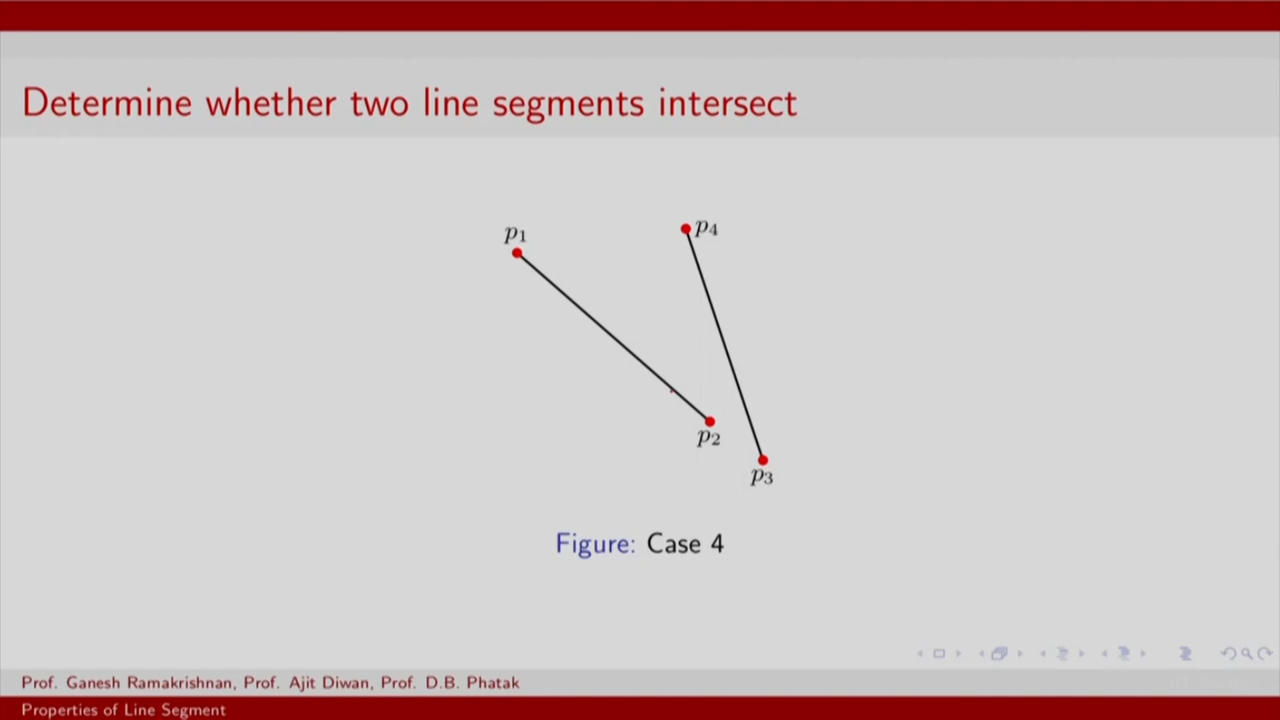 Determine whether two line segments intersect
p1
p4
p2
p3
Figure: Case 4
Prof. Ganesh Ramakrishnan, Prof. Ajit Diwan, Prof. D.B. Phatak
Properties of Line Segment